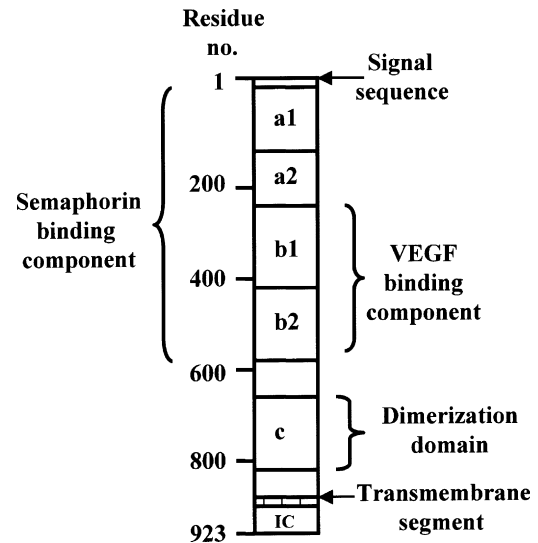 Residue
no.
1
Signal
sequence
a1
a2
200
Semaphorin
binding
component
b1
VEGF
binding
component
400
b2
600
c
Dimerization
domain
800
Transmembrane
segment
IC
923